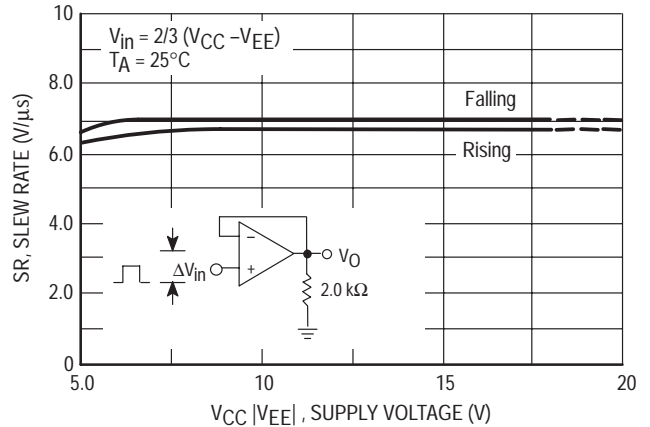 10
V_in = 2/3 (V_CC –V_EE)
T_A = 25°C
8.0
Falling
6.0
Rising
SR, SLEW RATE (V/μs)
4.0
–
+
ΔV_in
V_O
2.0 kΩ
2.0
0
5.0
10
15
20
V_CC |V_EE| , SUPPLY VOLTAGE (V)